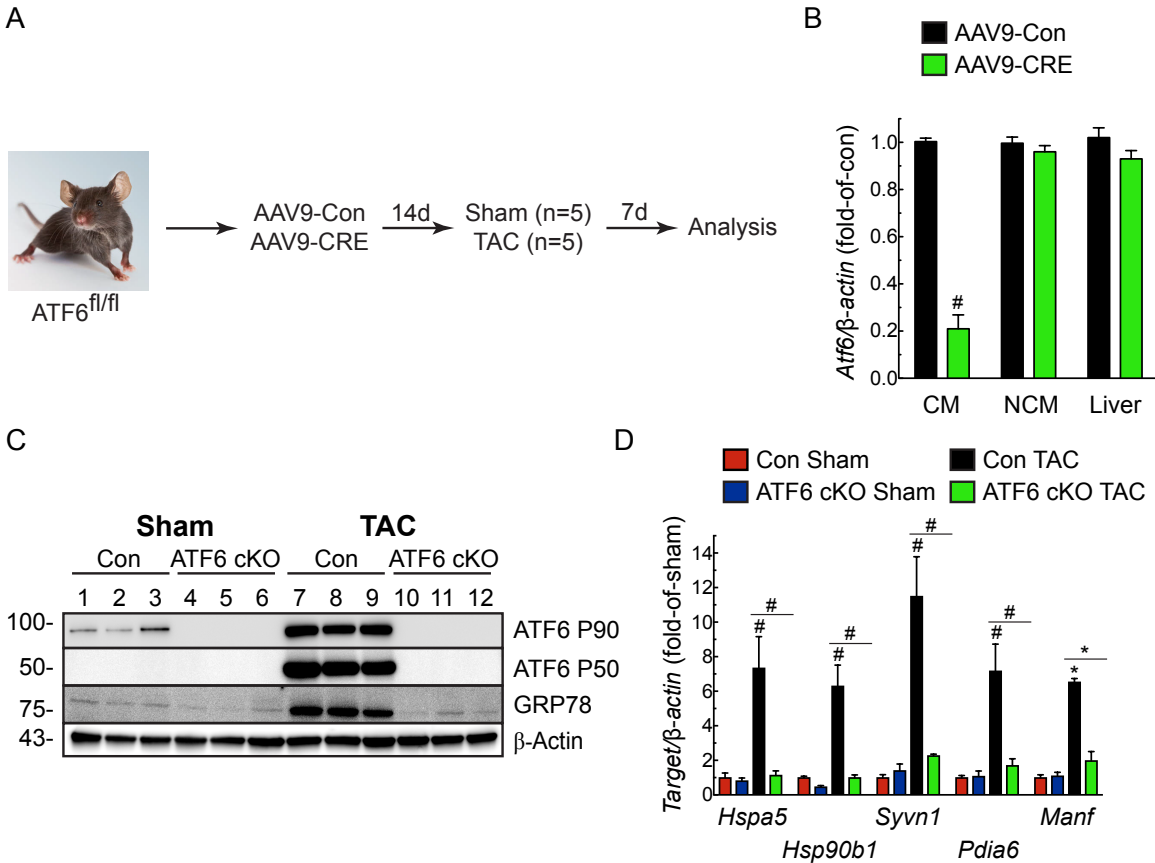 A
ATF6fl/fl
AAV9-Con
AAV9-CRE
14d
Sham (n=5)
TAC (n=5)
7d
Analysis
B
AAV9-Con
AAV9-CRE
Atf6/β-actin (fold-of-con)
1.0
0.8
0.6
0.4
0.2
0.0
#
CM NCM Liver
C
Sham TAC
Con ATF6 cKO Con ATF6 cKO
1 2 3 4 5 6 7 8 9 10 11 12
100- ATF6 P90
50- ATF6 P50
75- GRP78
43- β-Actin
D
Con Sham Con TAC
ATF6 cKO Sham ATF6 cKO TAC
Target/β-actin (fold-of-sham)
14
12
10
8
6
4
2
0
# #
# #
# #
# #
* *
Hspa5 Syvn1 Manf
Hsp90b1 Pdia6